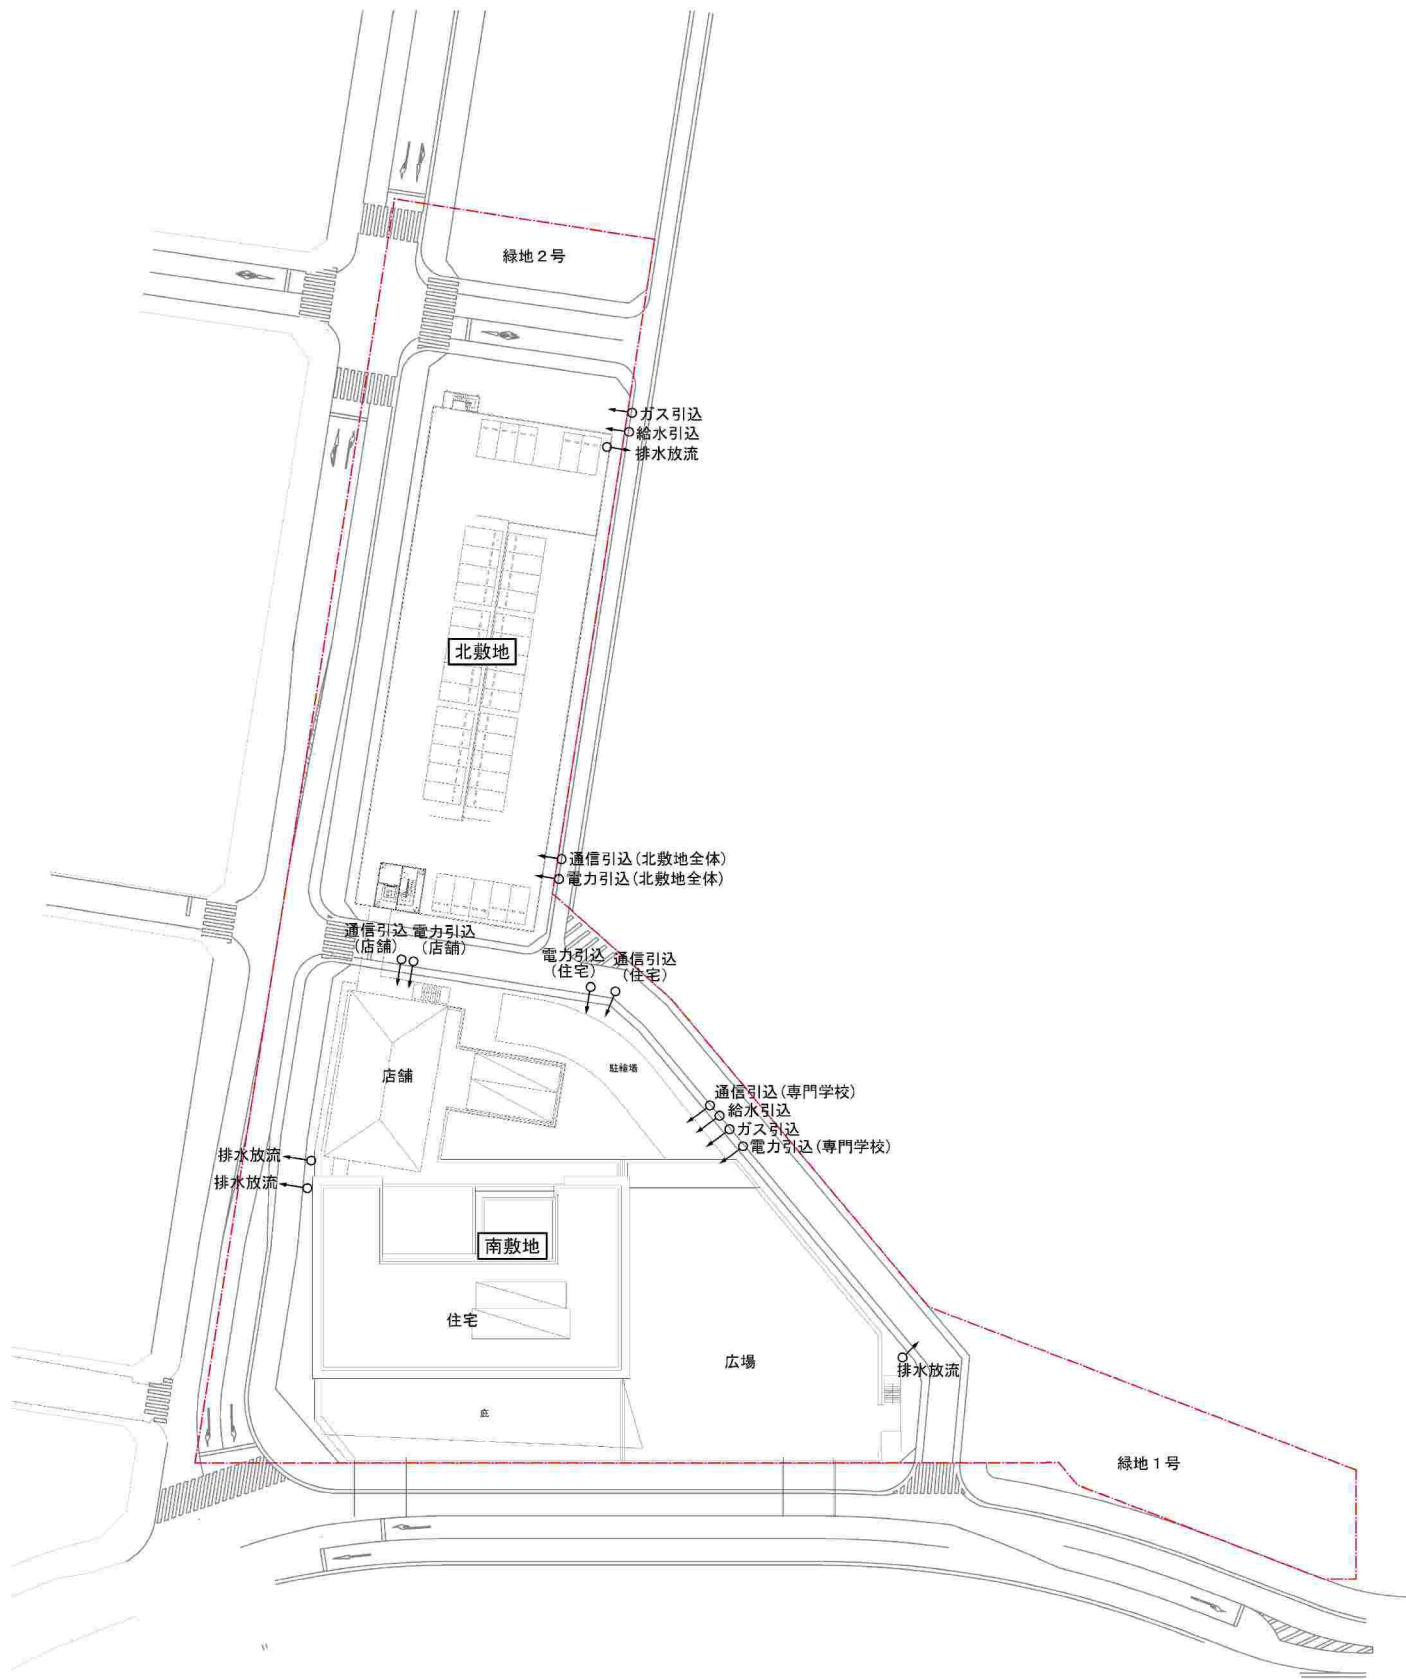 緑地２号
ガス引込
給水引込
排水放流
北敷地
通信引込(北敷地全体)
電力引込(北敷地全体)
通信引込
(店舗)
電力引込
(店舗)
電力引込
(住宅)
通信引込
(住宅)
店舗
駐輪場
通信引込(専門学校)
給水引込
ガス引込
電力引込(専門学校)
排水放流
排水放流
南敷地
住宅
広場
排水放流
庭
緑地１号